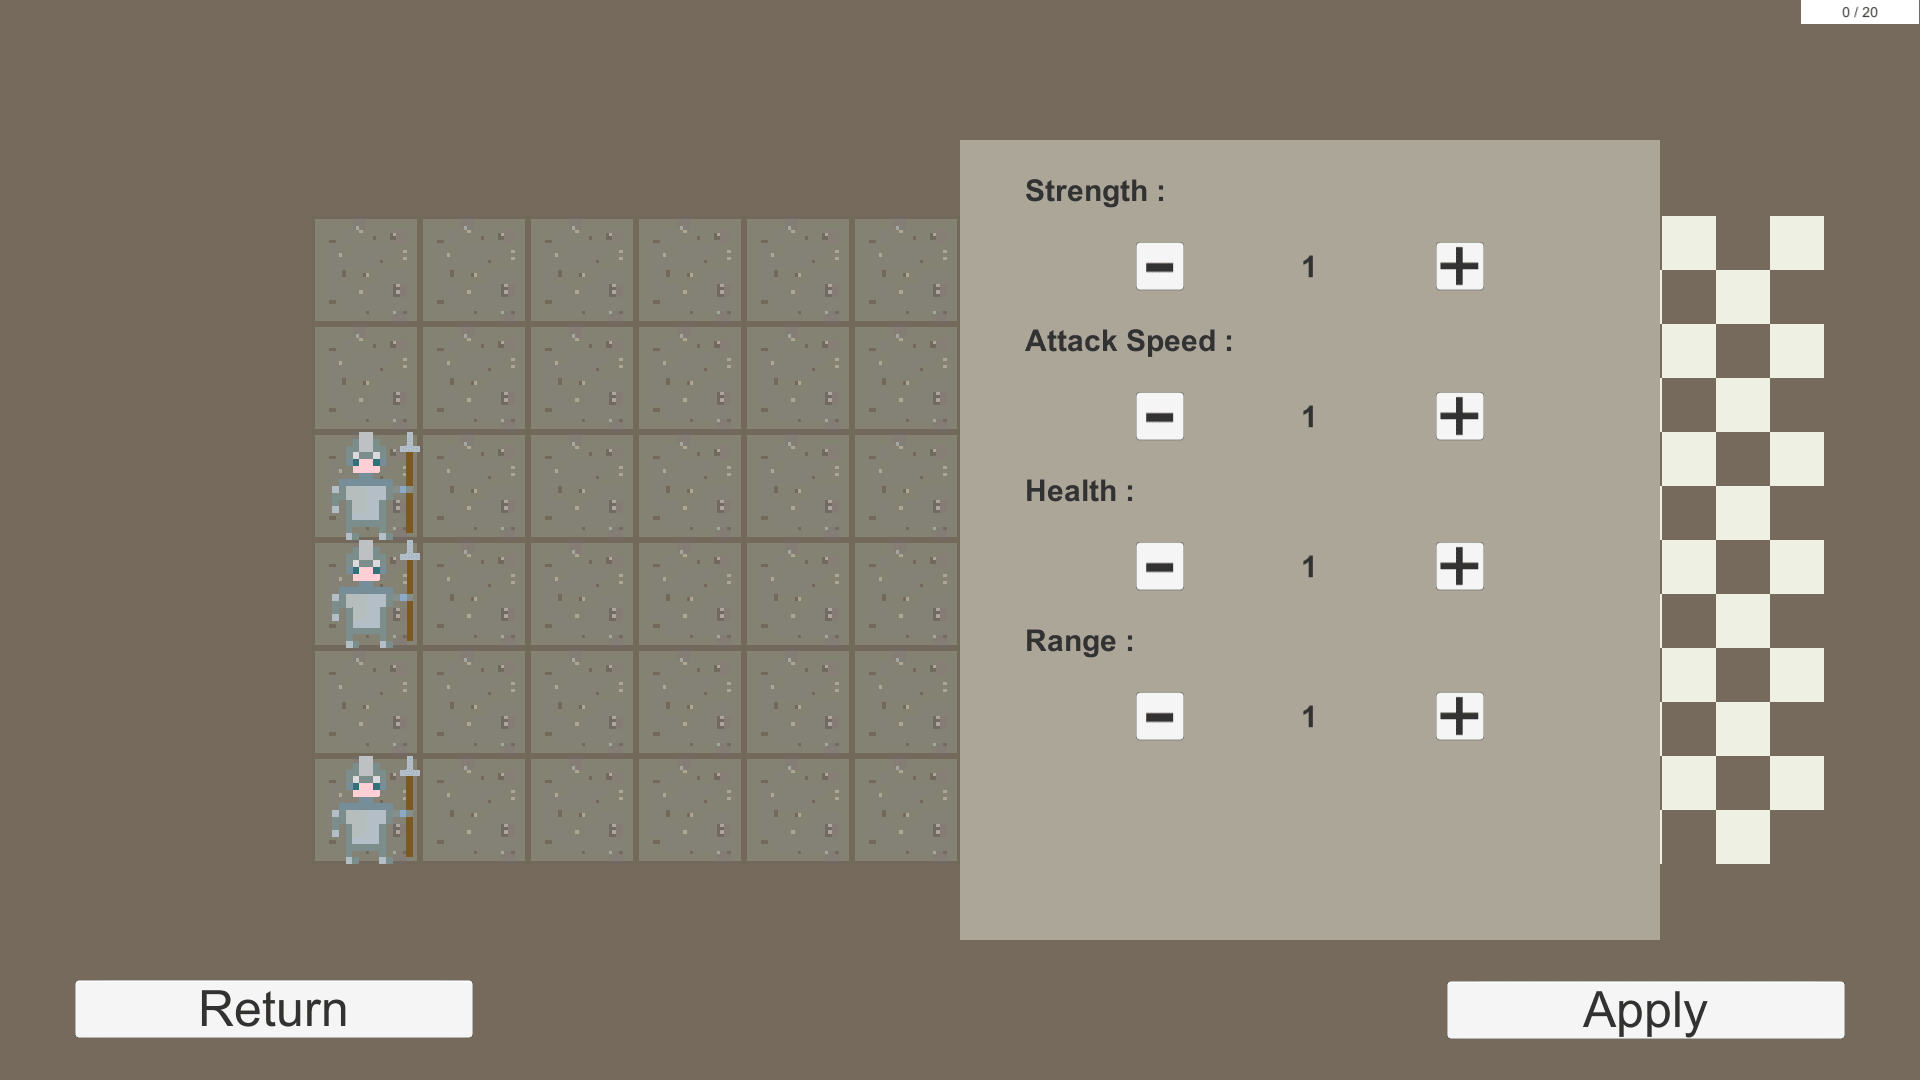 0 / 20
Strength :
1
Attack Speed :
1
Health :
1
Range :
1
Return
Apply